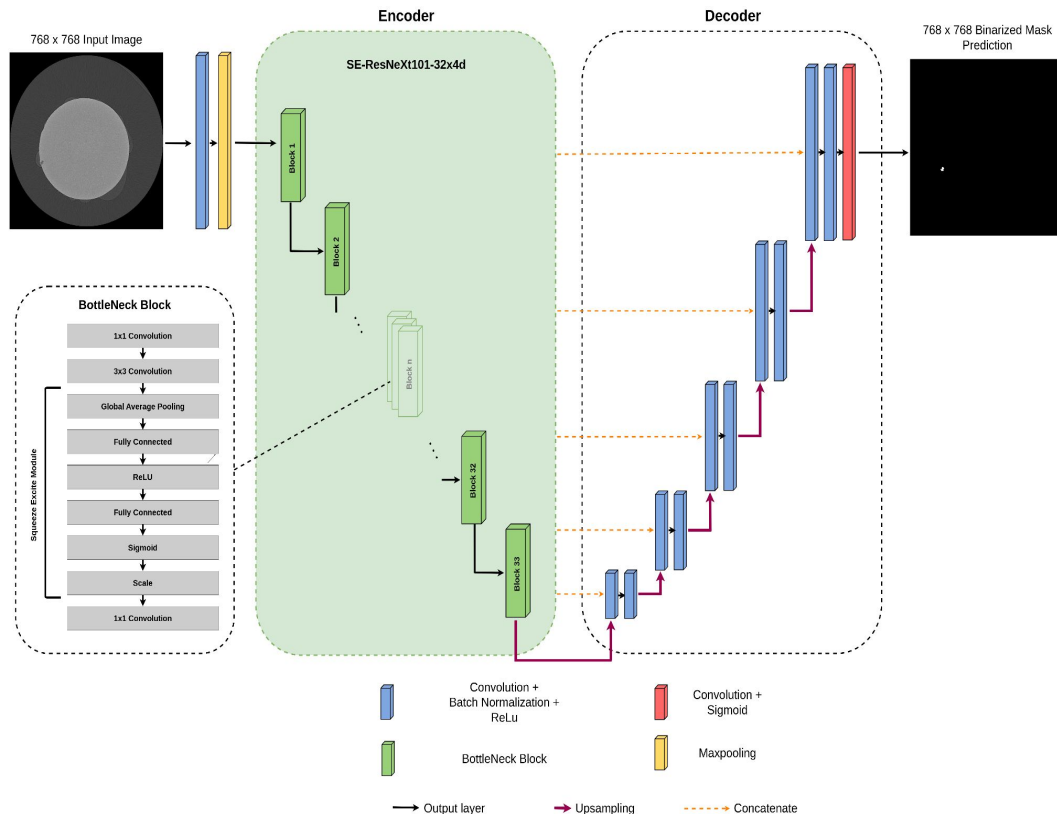 Encoder
Decoder
768 x 768 Input Image
768 x 768 Binarized Mask
Prediction
SE-ResNeXt101-32x4d
Block 1
Block 2
Block n
Block 32
Block 33
BottleNeck Block
1x1 Convolution
3x3 Convolution
Global Average Pooling
Fully Connected
ReLU
Fully Connected
Sigmoid
Scale
1x1 Convolution
Squeeze Excite Module
Convolution +
Batch Normalization +
ReLu
Convolution +
Sigmoid
BottleNeck Block
Maxpooling
Output layer
Upsampling
Concatenate